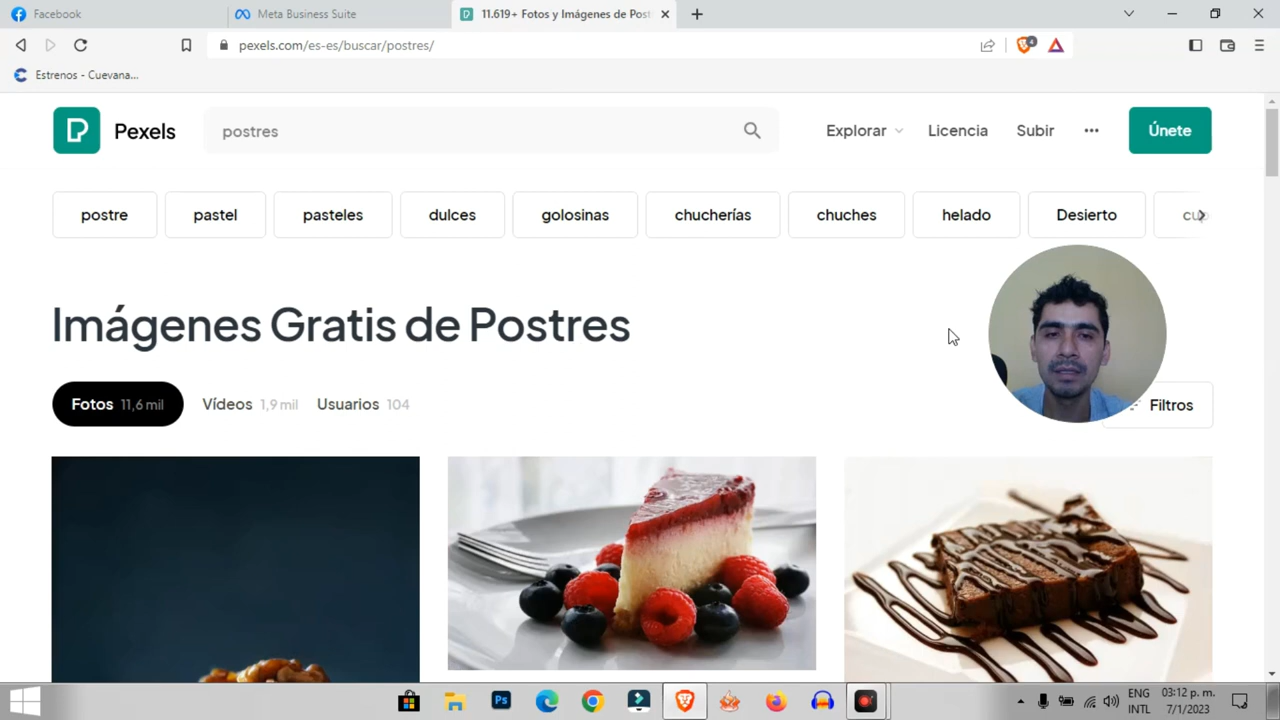 Facebook
Meta Business Suite
11.619+ Fotos y Imágenes de Post
pexels.com/es-es/buscar/postres/
4
Estrenos - Cuevana...
Pexels
postres
Explorar
Licencia
Subir
Únete
postre
pastel
pasteles
dulces
golosinas
chucherías
chuches
helado
Desierto
Imágenes Gratis de Postres
Fotos 11,6 mil
Vídeos 1,9 mil
Usuarios 104
Filtros
Ps
ENG
INTL
03:12 p. m.
7/1/2023